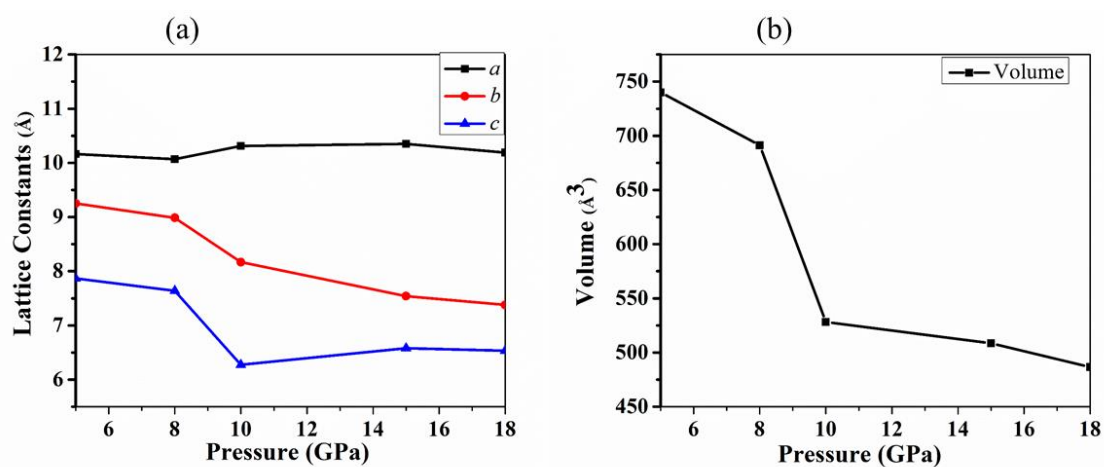 (a)
12
11
10
9
8
7
6
Lattice Constants (Å)
a
b
c
6 8 10 12 14 16 18
Pressure (GPa)
(b)
750
700
650
600
550
500
450
Volume (Å3)
Volume
6 8 10 12 14 16 18
Pressure (GPa)